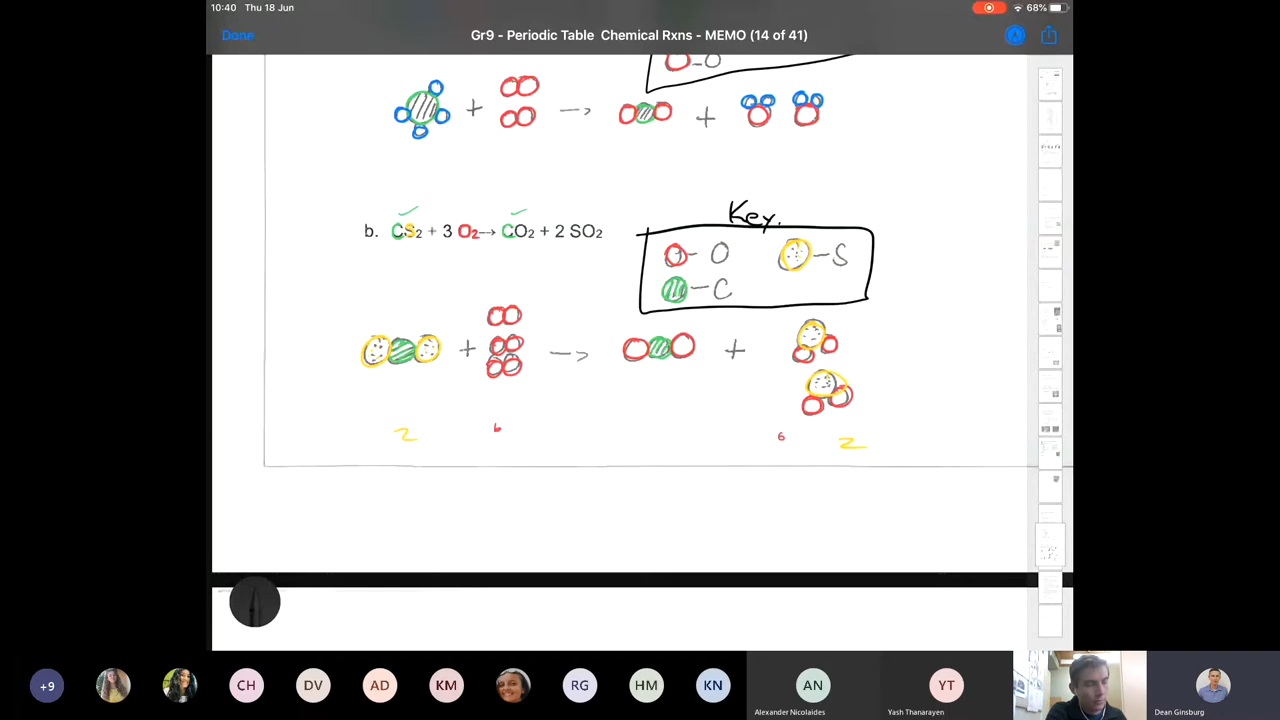 10:40 Thu 18 Jun 68%
Done Gr9 - Periodic Table Chemical Rxns - MEMO (14 of 41)
-O
+ → +
Key.
b. CS2 + 3 O2→ CO2 + 2 SO2
- O - S
- C
+ → +
2 6 6 2
+9 CH DV AD KM RG HM KN AN YT
Alexander Nicolaides Yash Thanarayen Dean Ginsburg